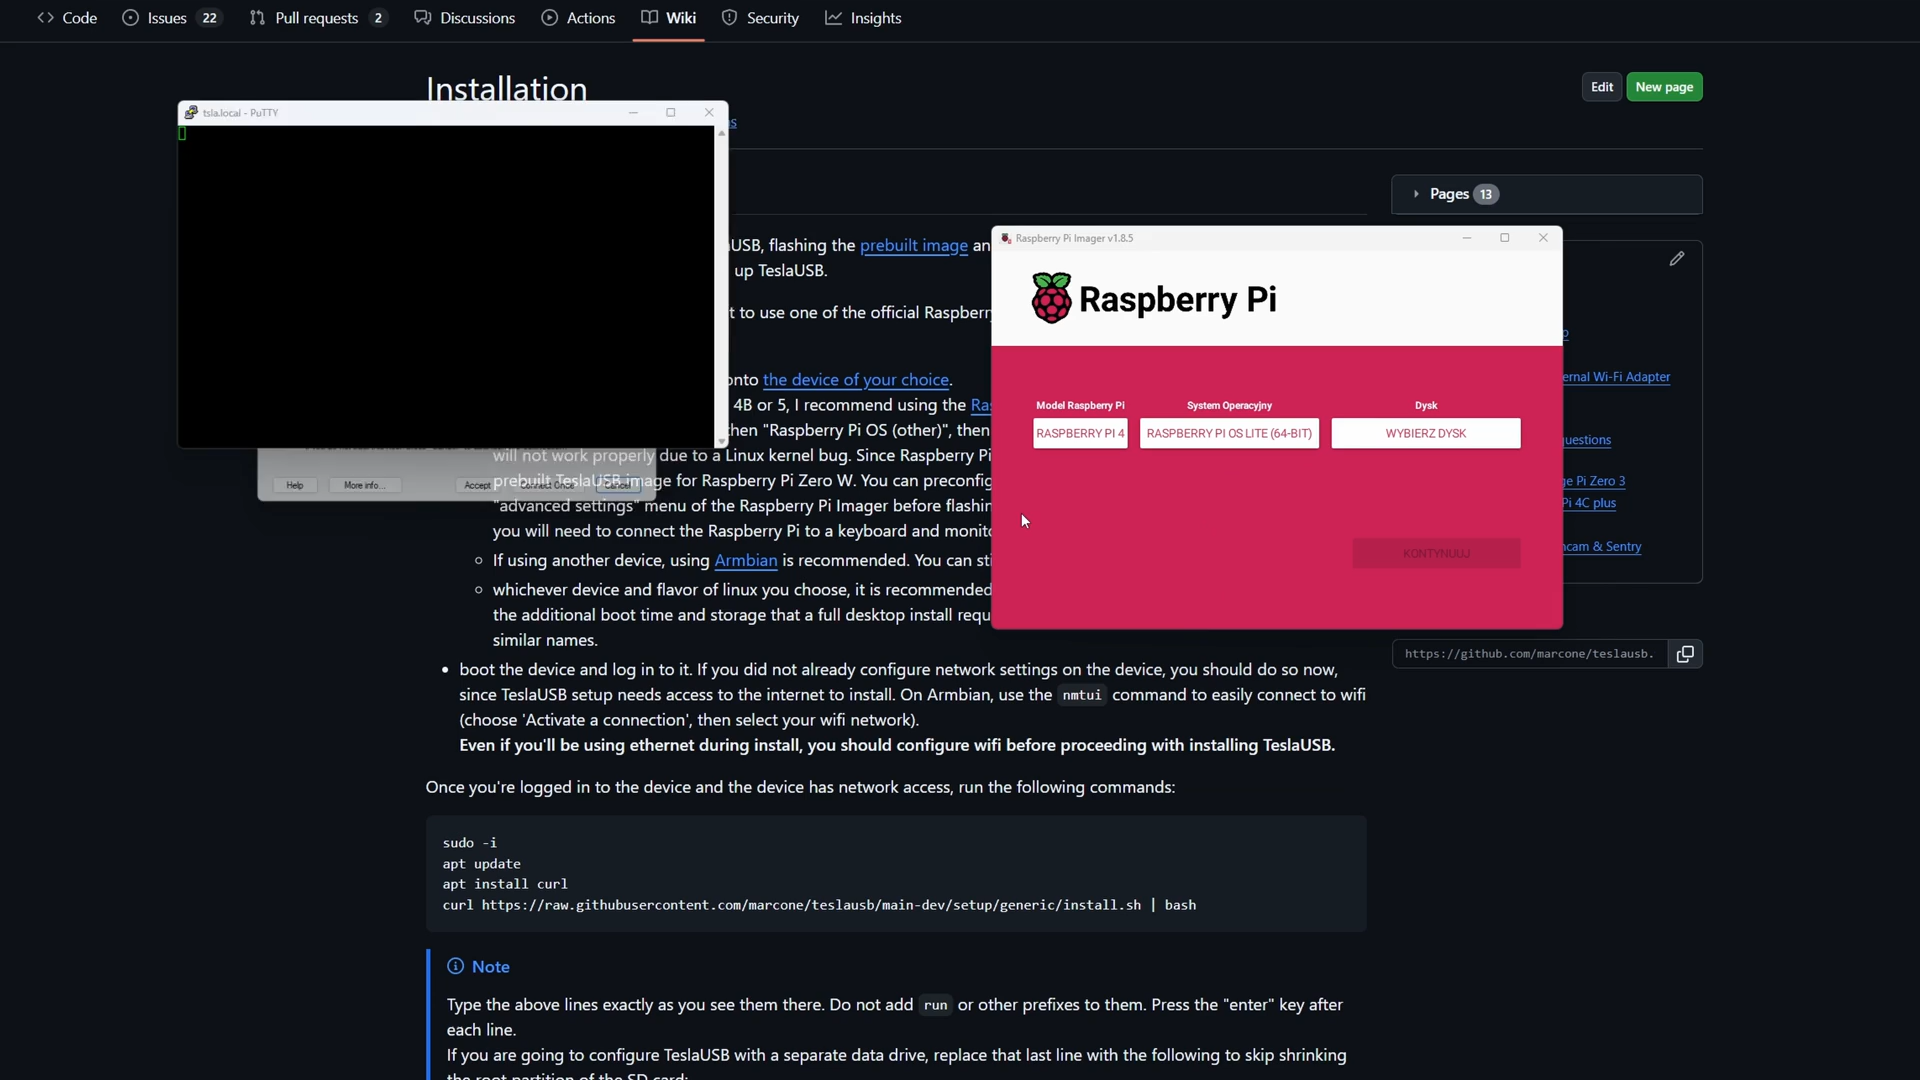 Code
Issues 22
Pull requests 2
Discussions
Actions
Wiki
Security
Insights
Installation
Edit
New page
tsla.local - PuTTY
Pages 13
USB, flashing the prebuilt image an
up TeslaUSB.
t to use one of the official Raspberr
onto the device of your choice.
4B or 5, I recommend using the Ras
then "Raspberry Pi OS (other)", then
will not work properly due to a Linux kernel bug. Since Raspberry Pi
prebuilt TeslaUSB image for Raspberry Pi Zero W. You can preconfig
"advanced settings" menu of the Raspberry Pi Imager before flashin
you will need to connect the Raspberry Pi to a keyboard and monito
If using another device, using Armbian is recommended. You can sti
whichever device and flavor of linux you choose, it is recommended
the additional boot time and storage that a full desktop install requ
similar names.
Help
More info...
Accept
Connect Once
Cancel
Raspberry Pi Imager v1.8.5
Raspberry Pi
Model Raspberry Pi
System Operacyjny
Dysk
RASPBERRY PI 4
RASPBERRY PI OS LITE (64-BIT)
WYBIERZ DYSK
KONTYNUUJ
ernal Wi-Fi Adapter
uestions
ge Pi Zero 3
Pi 4C plus
hcam & Sentry
https://github.com/marcone/teslausb.
boot the device and log in to it. If you did not already configure network settings on the device, you should do so now,
since TeslaUSB setup needs access to the internet to install. On Armbian, use the nmtui command to easily connect to wifi
(choose 'Activate a connection', then select your wifi network).
Even if you'll be using ethernet during install, you should configure wifi before proceeding with installing TeslaUSB.
Once you're logged in to the device and the device has network access, run the following commands:
sudo -i
apt update
apt install curl
curl https://raw.githubusercontent.com/marcone/teslausb/main-dev/setup/generic/install.sh | bash
Note
Type the above lines exactly as you see them there. Do not add run or other prefixes to them. Press the "enter" key after
each line.
If you are going to configure TeslaUSB with a separate data drive, replace that last line with the following to skip shrinking
the root partition of the SD card: